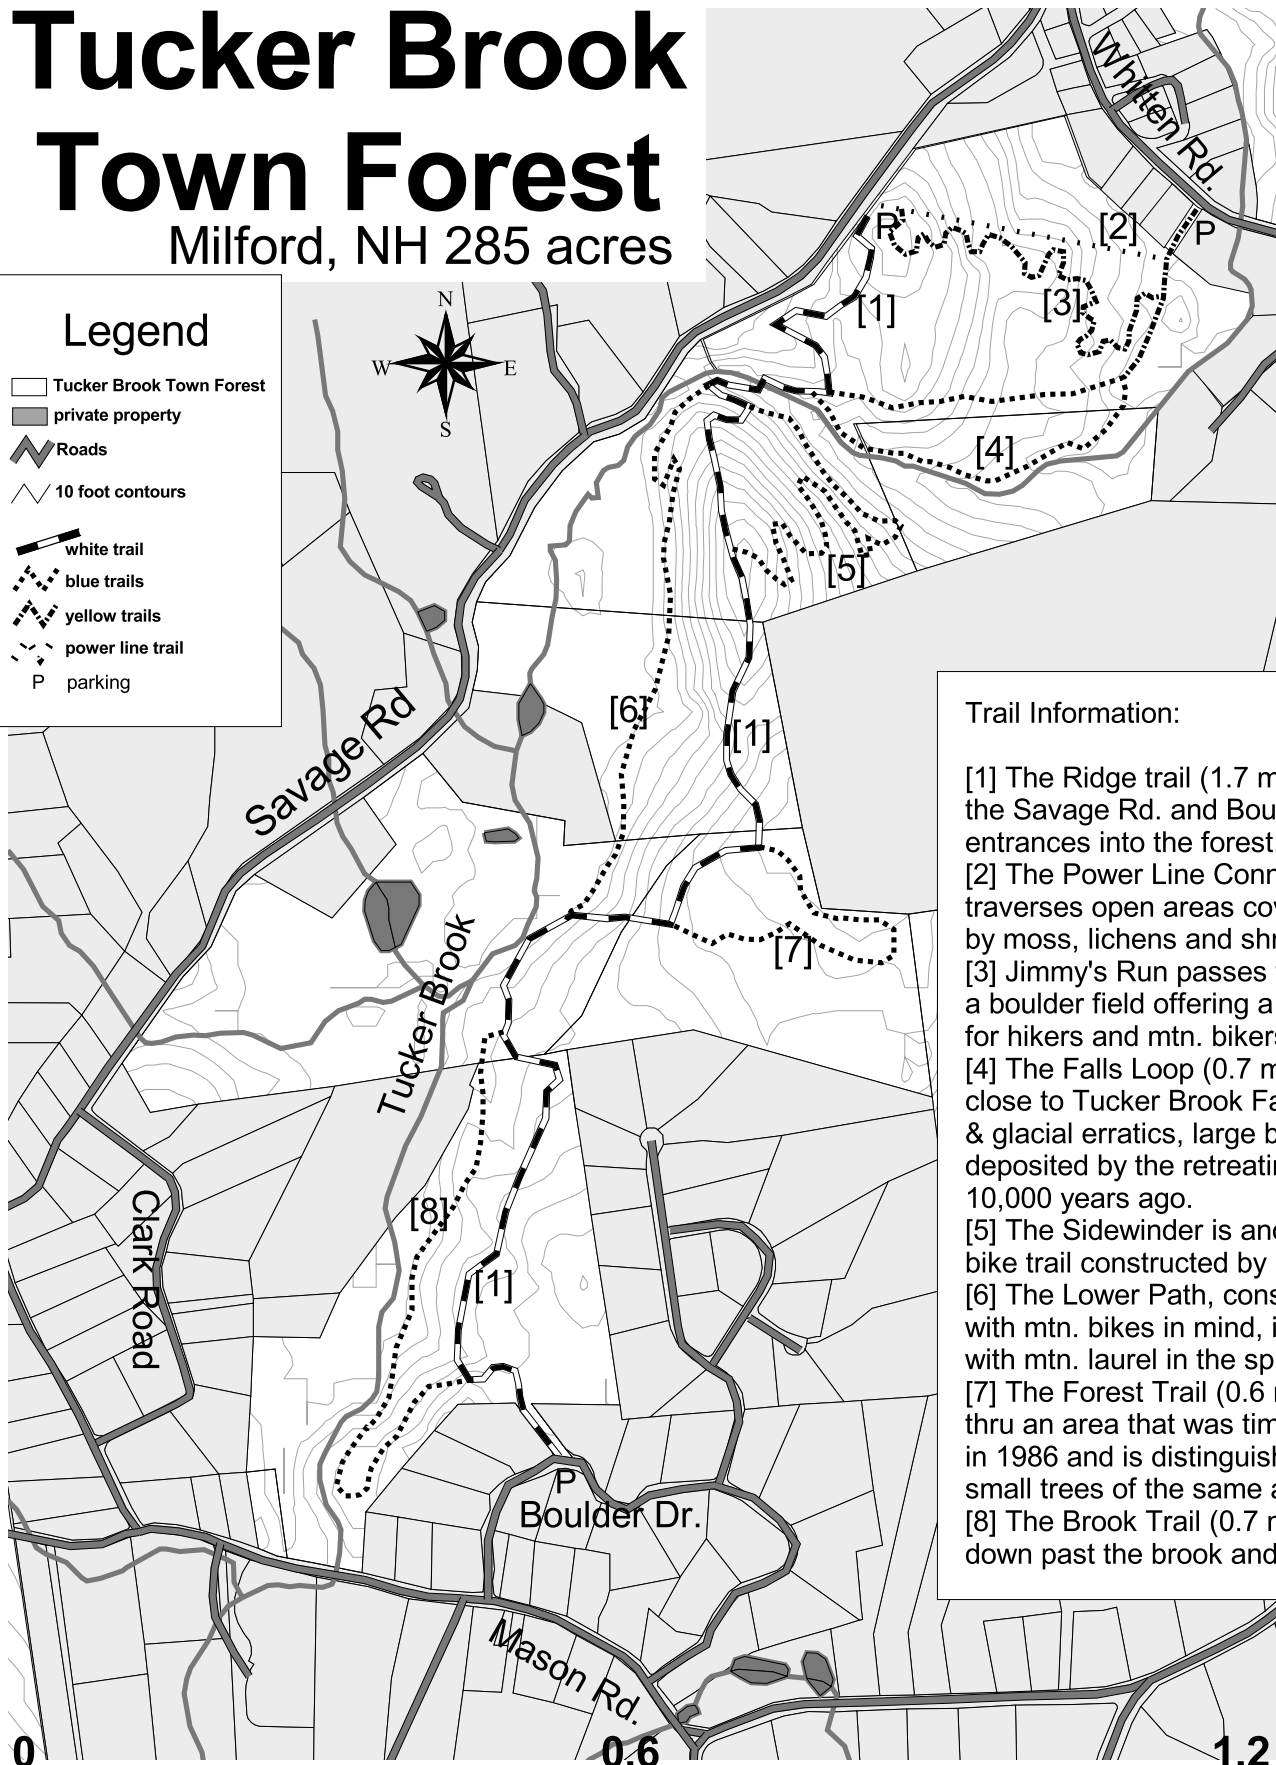 Tucker Brook
Town Forest
Milford, NH 285 acres
Legend
Tucker Brook Town Forest
private property
Roads
10 foot contours
white trail
blue trails
yellow trails
power line trail
P parking
N
W E
S
Whitten Rd.
P
[2]
P
[1]
[3]
[4]
[5]
[6]
[1]
Savage Rd
[7]
Tucker Brook
[8]
[1]
Clark Road
P
Boulder Dr.
Mason Rd.
Trail Information:
[1] The Ridge trail (1.7 m
the Savage Rd. and Bou
entrances into the forest.
[2] The Power Line Conn
traverses open areas cov
by moss, lichens and shr
[3] Jimmy's Run passes
a boulder field offering a
for hikers and mtn. bikers
[4] The Falls Loop (0.7 m
close to Tucker Brook Fa
& glacial erratics, large b
deposited by the retreatin
10,000 years ago.
[5] The Sidewinder is ano
bike trail constructed by
[6] The Lower Path, cons
with mtn. bikes in mind, i
with mtn. laurel in the sp
[7] The Forest Trail (0.6 m
thru an area that was tim
in 1986 and is distinguish
small trees of the same a
[8] The Brook Trail (0.7 m
down past the brook and
0 0.6 1.2